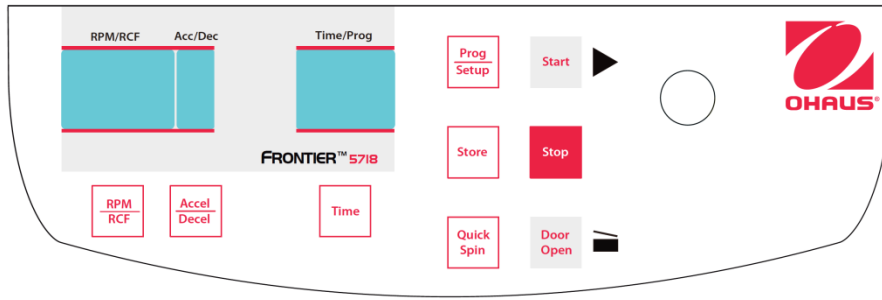 RPM/RCF Acc/Dec Time/Prog
FRONTIER™ 5718
RPM
RCF
Accel
Decel
Time
Prog
Setup
Start
Store
Stop
Quick
Spin
Door
Open
OHAUS®